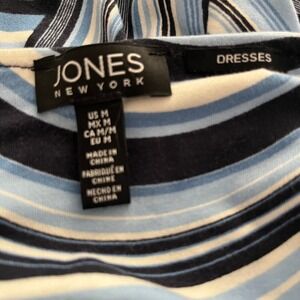 JONES
NEW YORK
DRESSES
US M
MX M
CA M/M
EU M
MADE IN
CHINA
FABRIQUÉ EN
CHINE
HECHO EN
CHINA